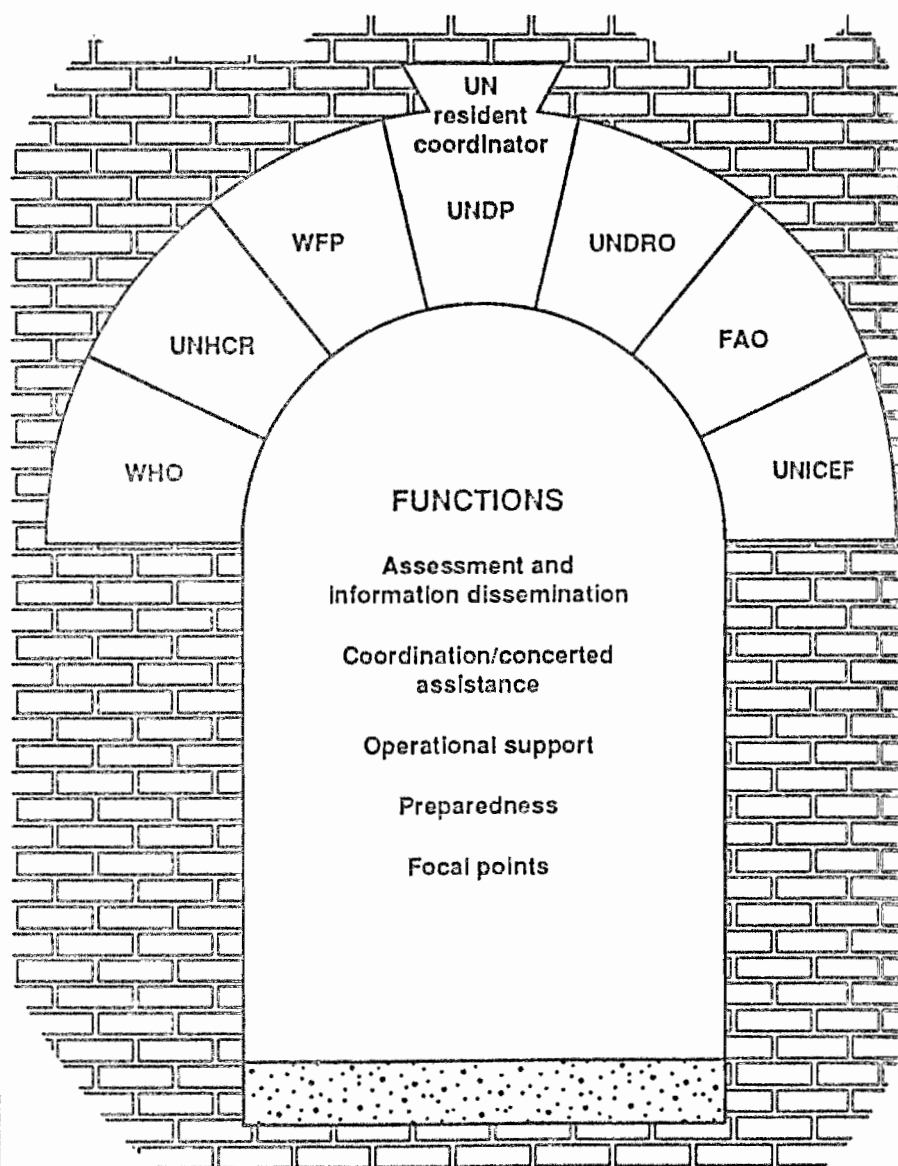 UN
resident
coordinator
UNDP
WFP
UNDRO
UNHCR
FAO
WHO
UNICEF
FUNCTIONS
Assessment and
information dissemination
Coordination/concerted
assistance
Operational support
Preparedness
Focal points